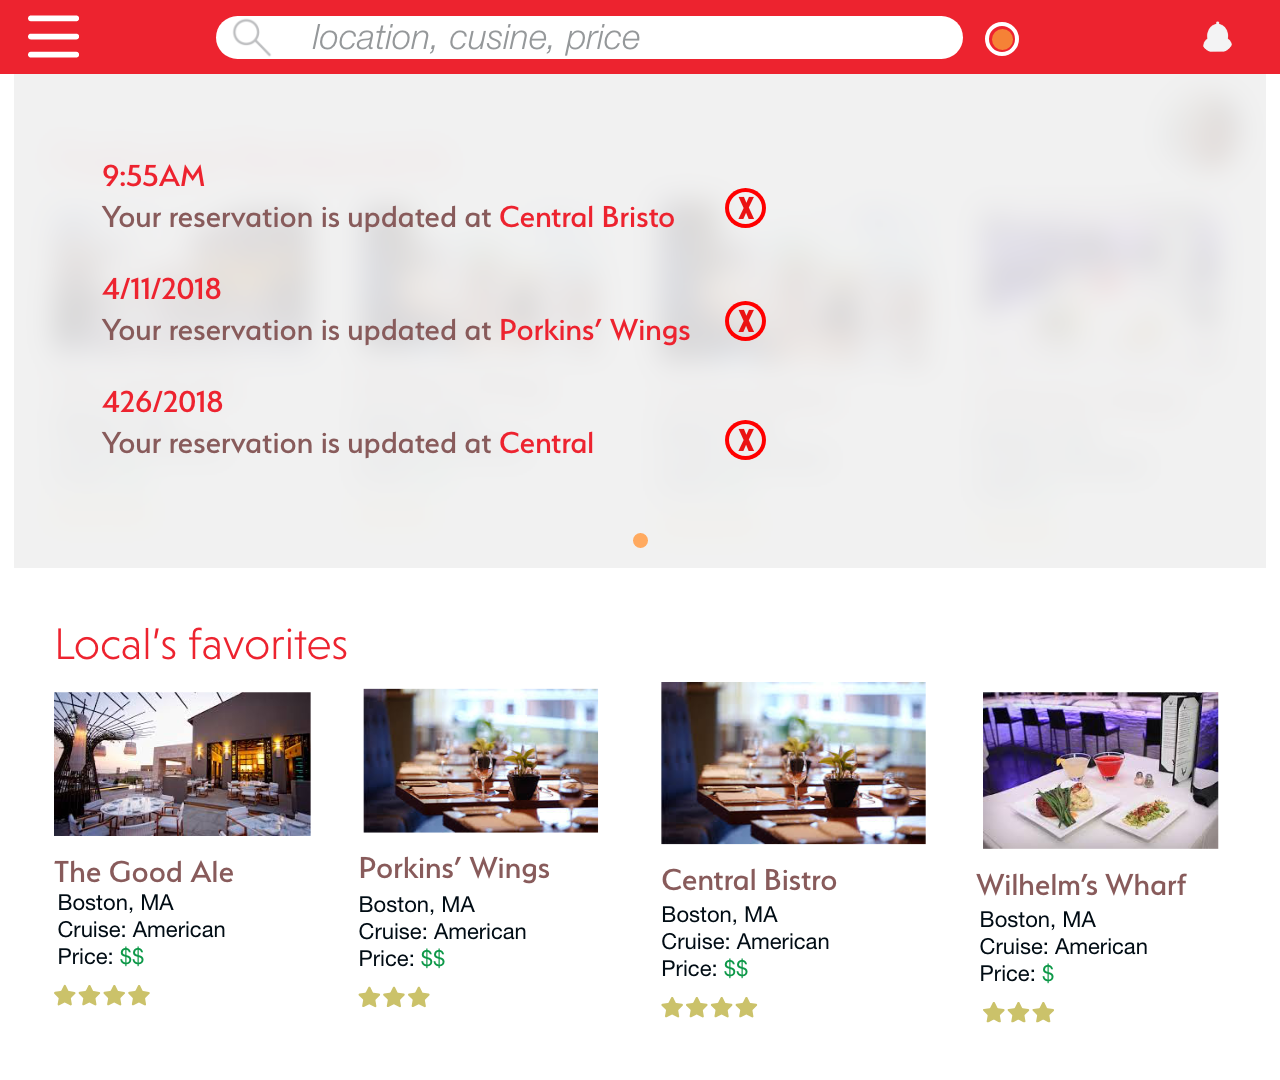 location, cusine, price
9:55AM
Your reservation is updated at Central Bristo
X
4/11/2018
Your reservation is updated at Porkins’ Wings
X
426/2018
Your reservation is updated at Central
X
Local’s favorites
The Good Ale
Boston, MA
Cruise: American
Price: $$
Porkins’ Wings
Boston, MA
Cruise: American
Price: $$
Central Bistro
Boston, MA
Cruise: American
Price: $$
Wilhelm’s Wharf
Boston, MA
Cruise: American
Price: $